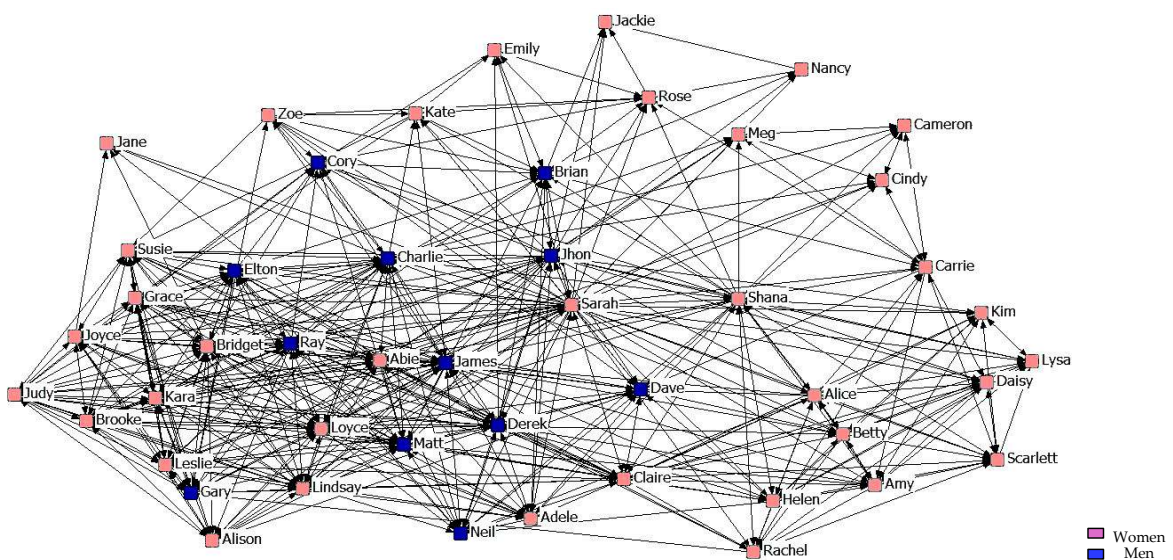 Jackie
Emily
Nancy
Rose
Zoe
Kate
Cameron
Meg
Jane
Cory
Brian
Cindy
Susie
Jhon
Charlie
Carrie
Elton
Grace
Shana
Sarah
Kim
Joyce
Bridget
Ray
Abie
James
Lysa
Daisy
Dave
Judy
Kara
Alice
Brooke
Loyce
Derek
Betty
Matt
Scarlett
Leslie
Claire
Amy
Gary
Lindsay
Helen
Adele
Neil
Alison
Rachel
Women
Men